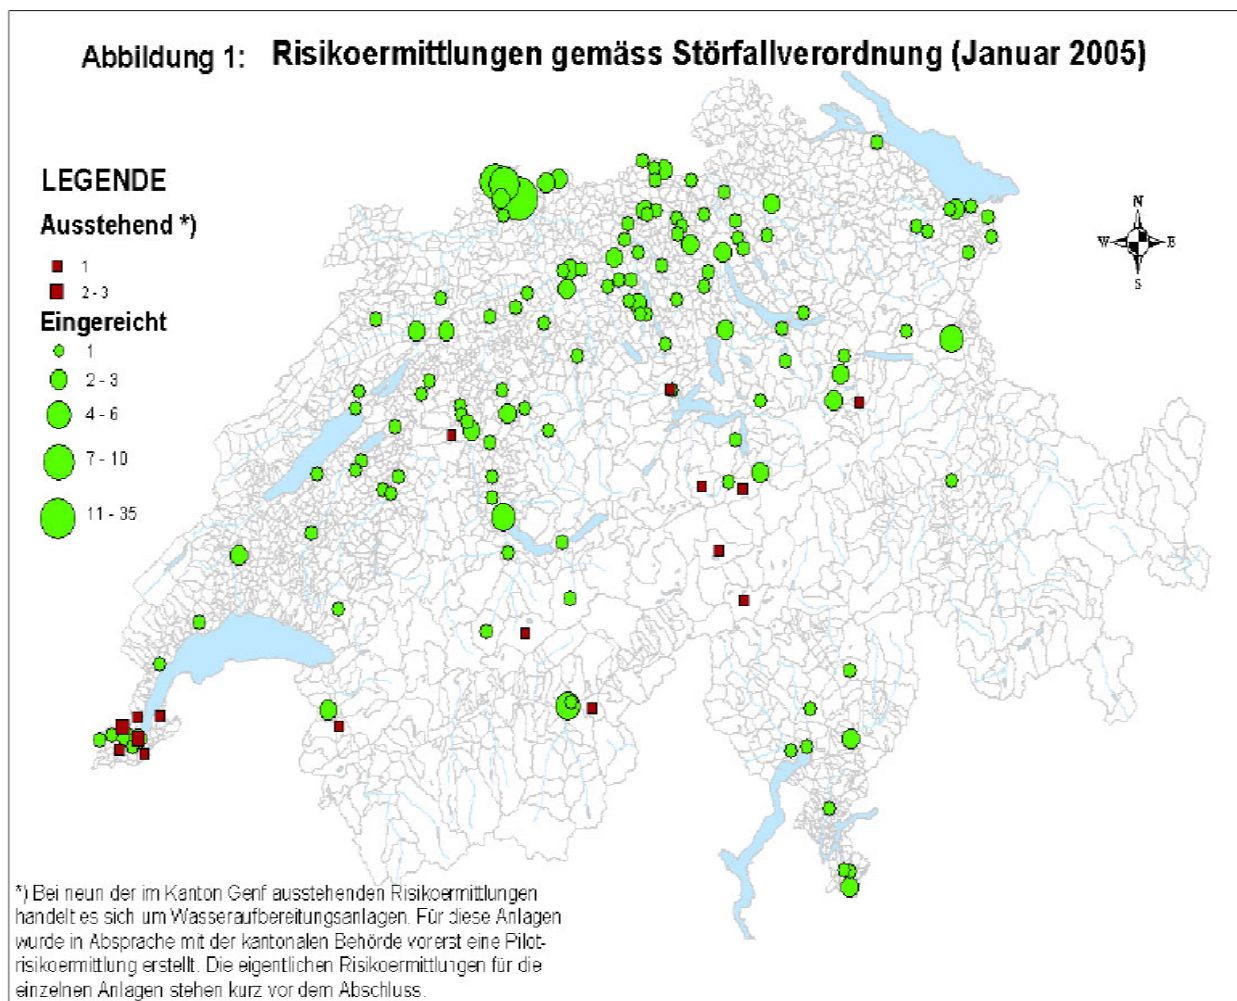 Abbildung 1: Risikoermittlungen gemäss Störfallverordnung (Januar 2005)
LEGENDE
Ausstehend *)
1
2 - 3
Eingereicht
1
2 - 3
4 - 6
7 - 10
11 - 35
N
W E
S
*) Bei neun der im Kanton Genf ausstehenden Risikoermittlungen
handelt es sich um Wasseraufbereitungsanlagen. Für diese Anlagen
wurde in Absprache mit der kantonalen Behörde vorerst eine Pilot-
risikoermittlung erstellt. Die eigentlichen Risikoermittlungen für die
einzelnen Anlagen stehen kurz vor dem Abschluss.